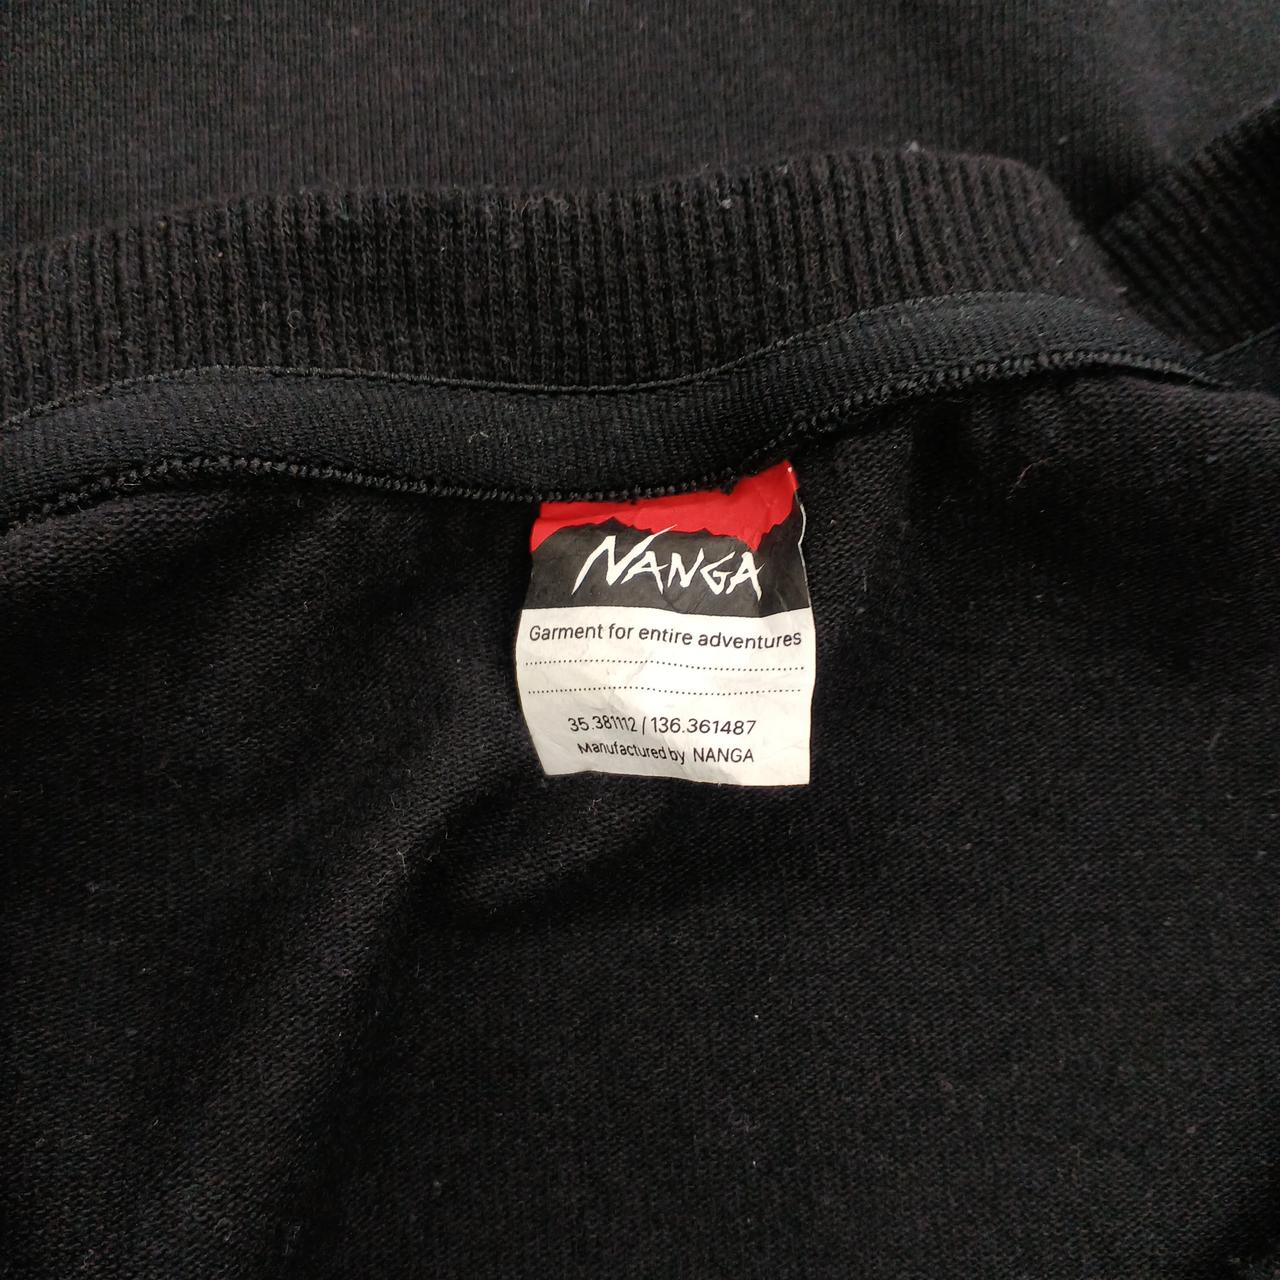 NANGA
Garment for entire adventures
35.381112 / 136.361487
Manufactured by NANGA